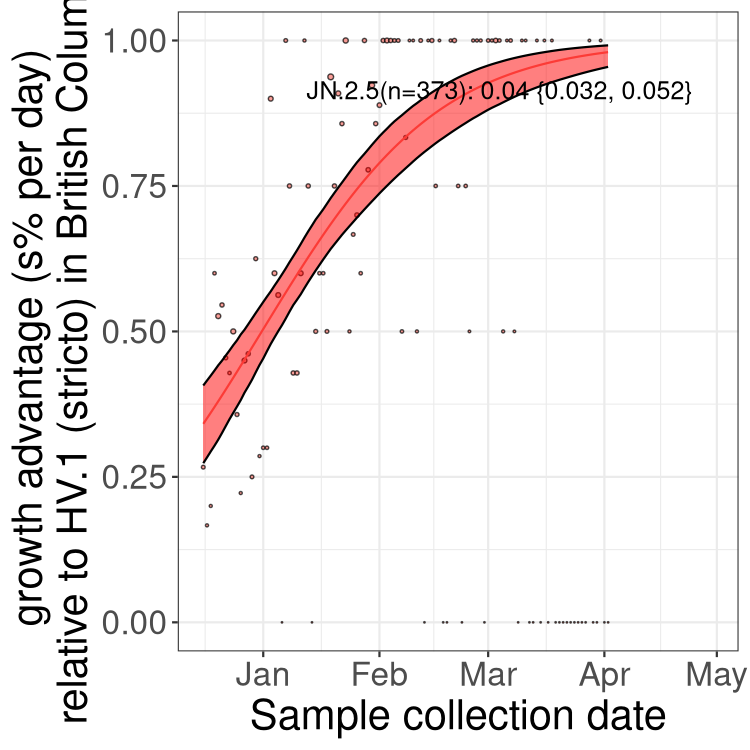 growth advantage (s% per day)
relative to HV.1 (stricto) in British Colum
1.00
0.75
0.50
0.25
0.00
JN.2.5(n=373): 0.04 {0.032, 0.052}
Jan Feb Mar Apr May
Sample collection date